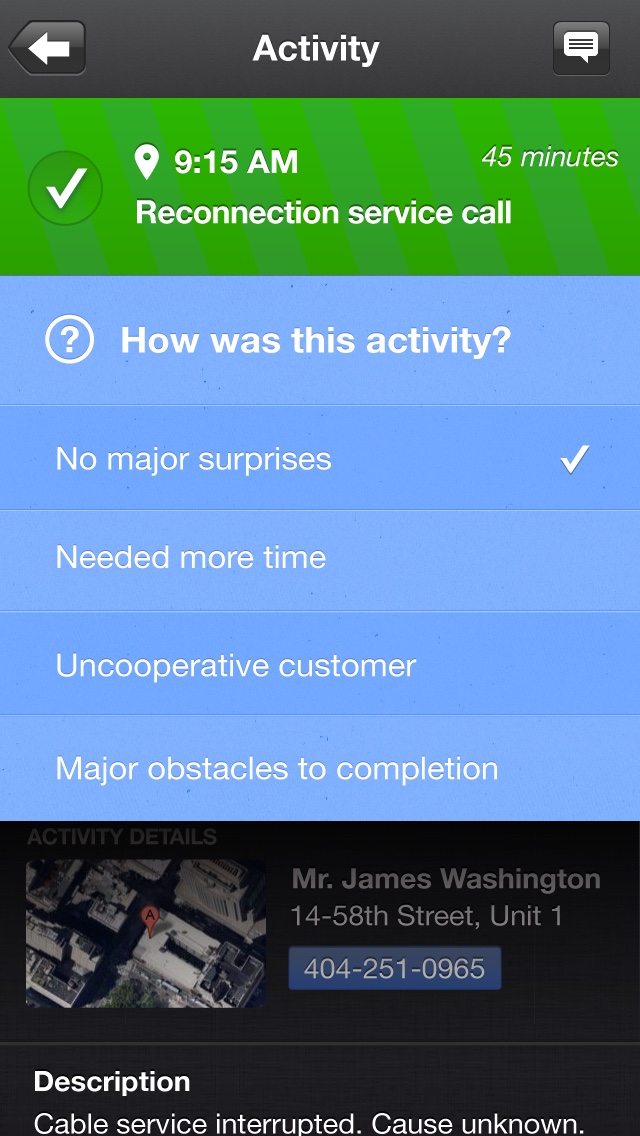 Activity
9:15 AM
45 minutes
Reconnection service call
? How was this activity?
No major surprises
Needed more time
Uncooperative customer
Major obstacles to completion
ACTIVITY DETAILS
A
Mr. James Washington
14-58th Street, Unit 1
404-251-0965
Description
Cable service interrupted. Cause unknown.